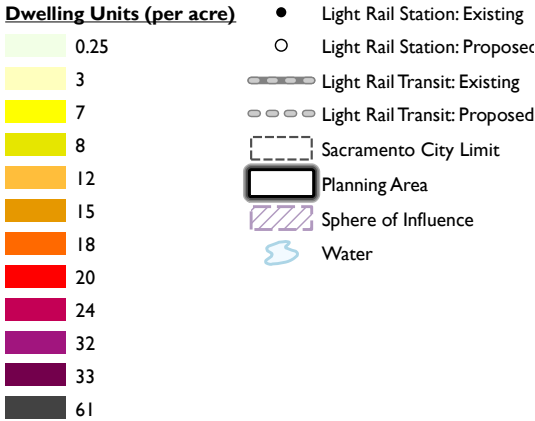 Dwelling Units (per acre)
0.25
3
7
8
12
15
18
20
24
32
33
61
Light Rail Station: Existing
Light Rail Station: Proposed
Light Rail Transit: Existing
Light Rail Transit: Proposed
Sacramento City Limit
Planning Area
Sphere of Influence
Water